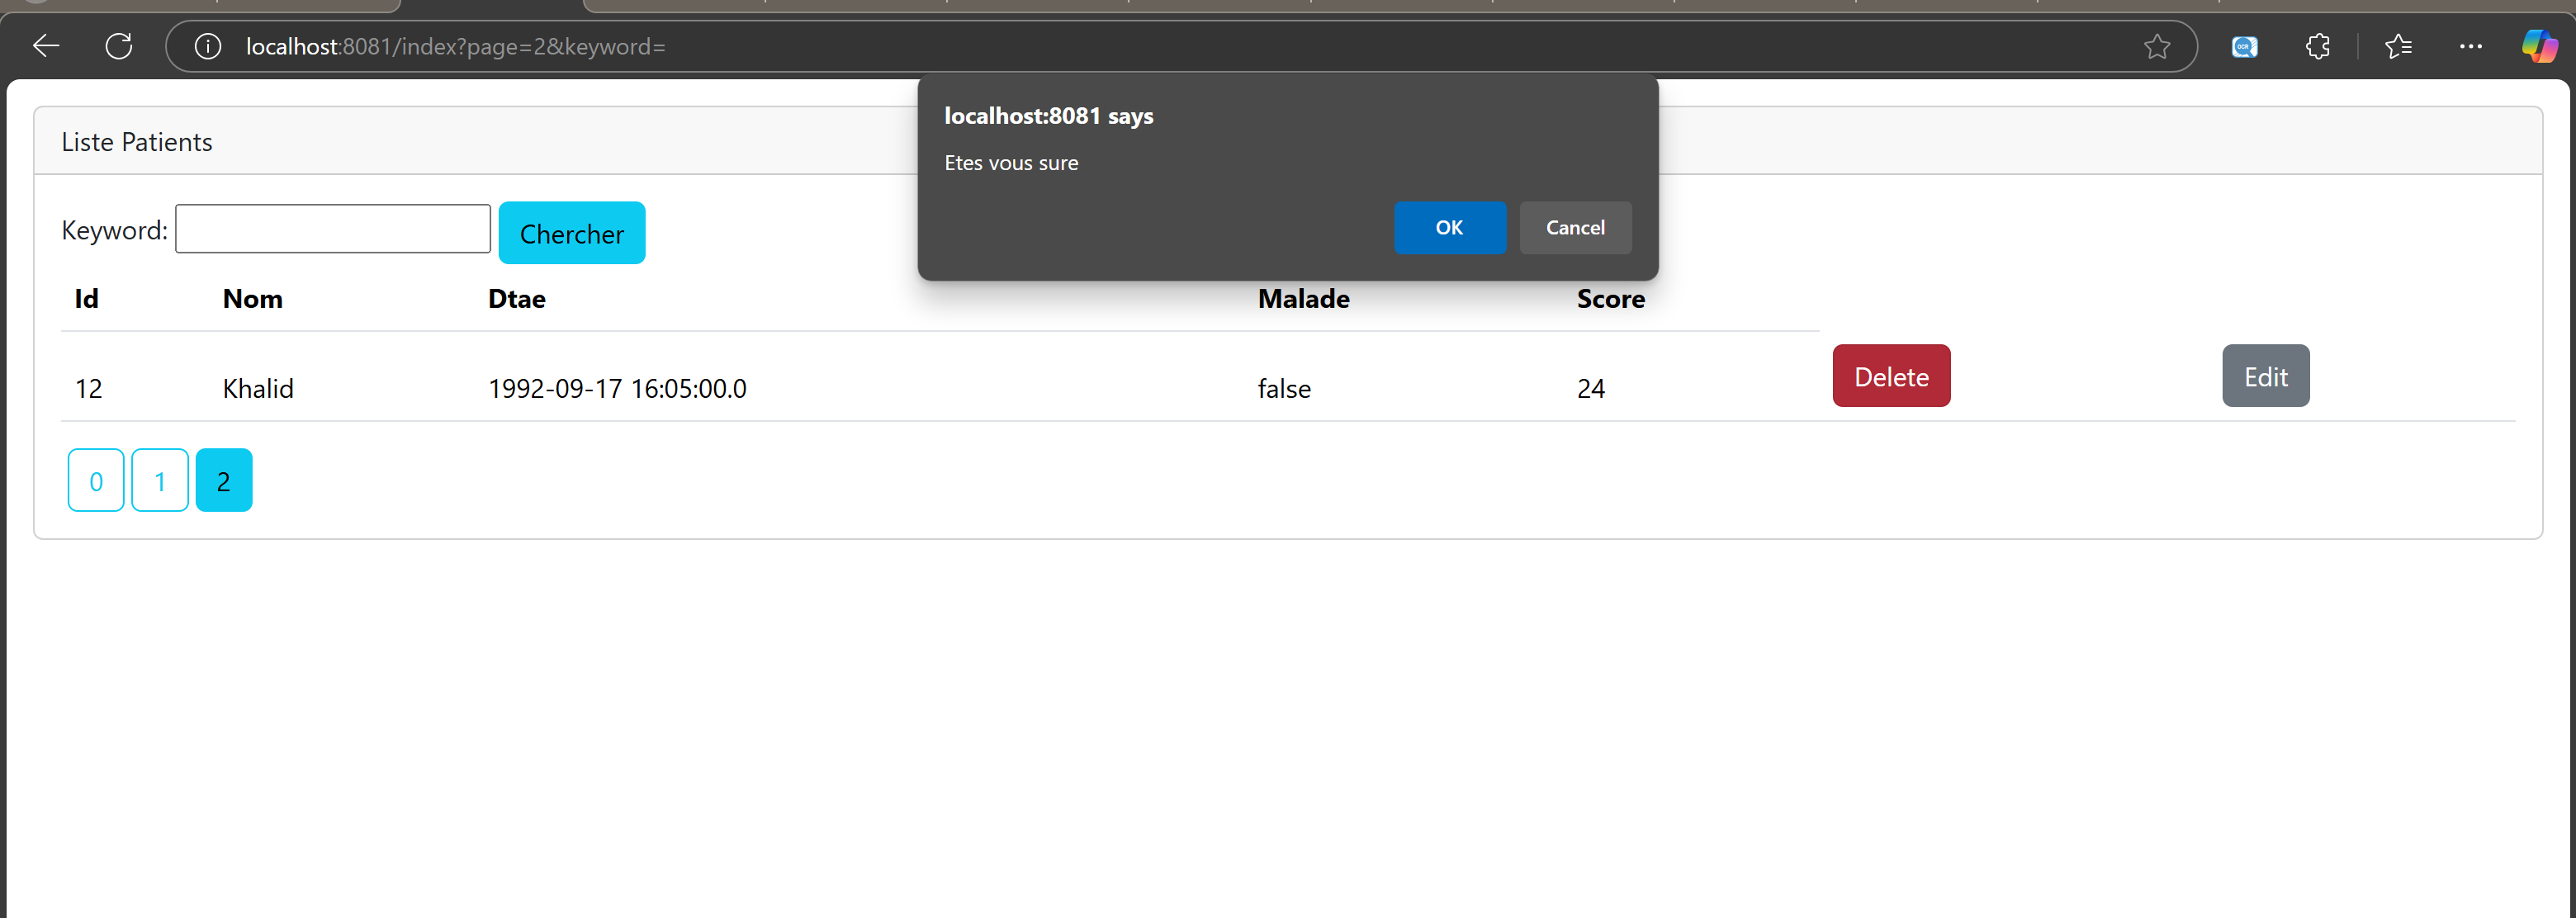 localhost:8081/index?page=2&keyword=
localhost:8081 says
Etes vous sure
OK Cancel
Liste Patients
Keyword: Chercher
Id Nom Dtae Malade Score
12 Khalid 1992-09-17 16:05:00.0 false 24 Delete Edit
0 1 2